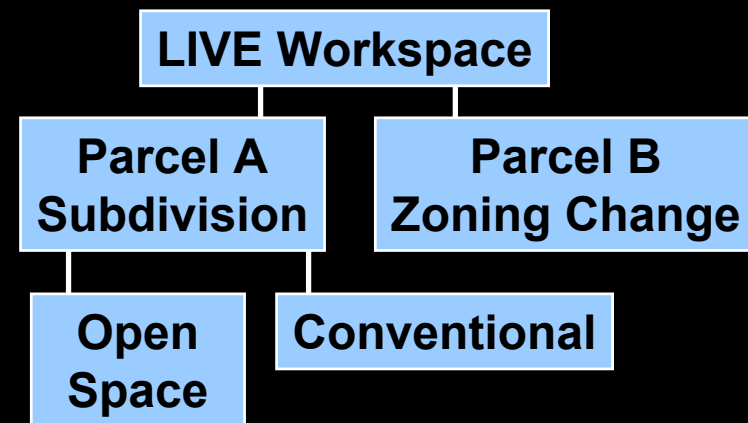 LIVE Workspace
Parcel A
Subdivision
Parcel B
Zoning Change
Open
Space
Conventional